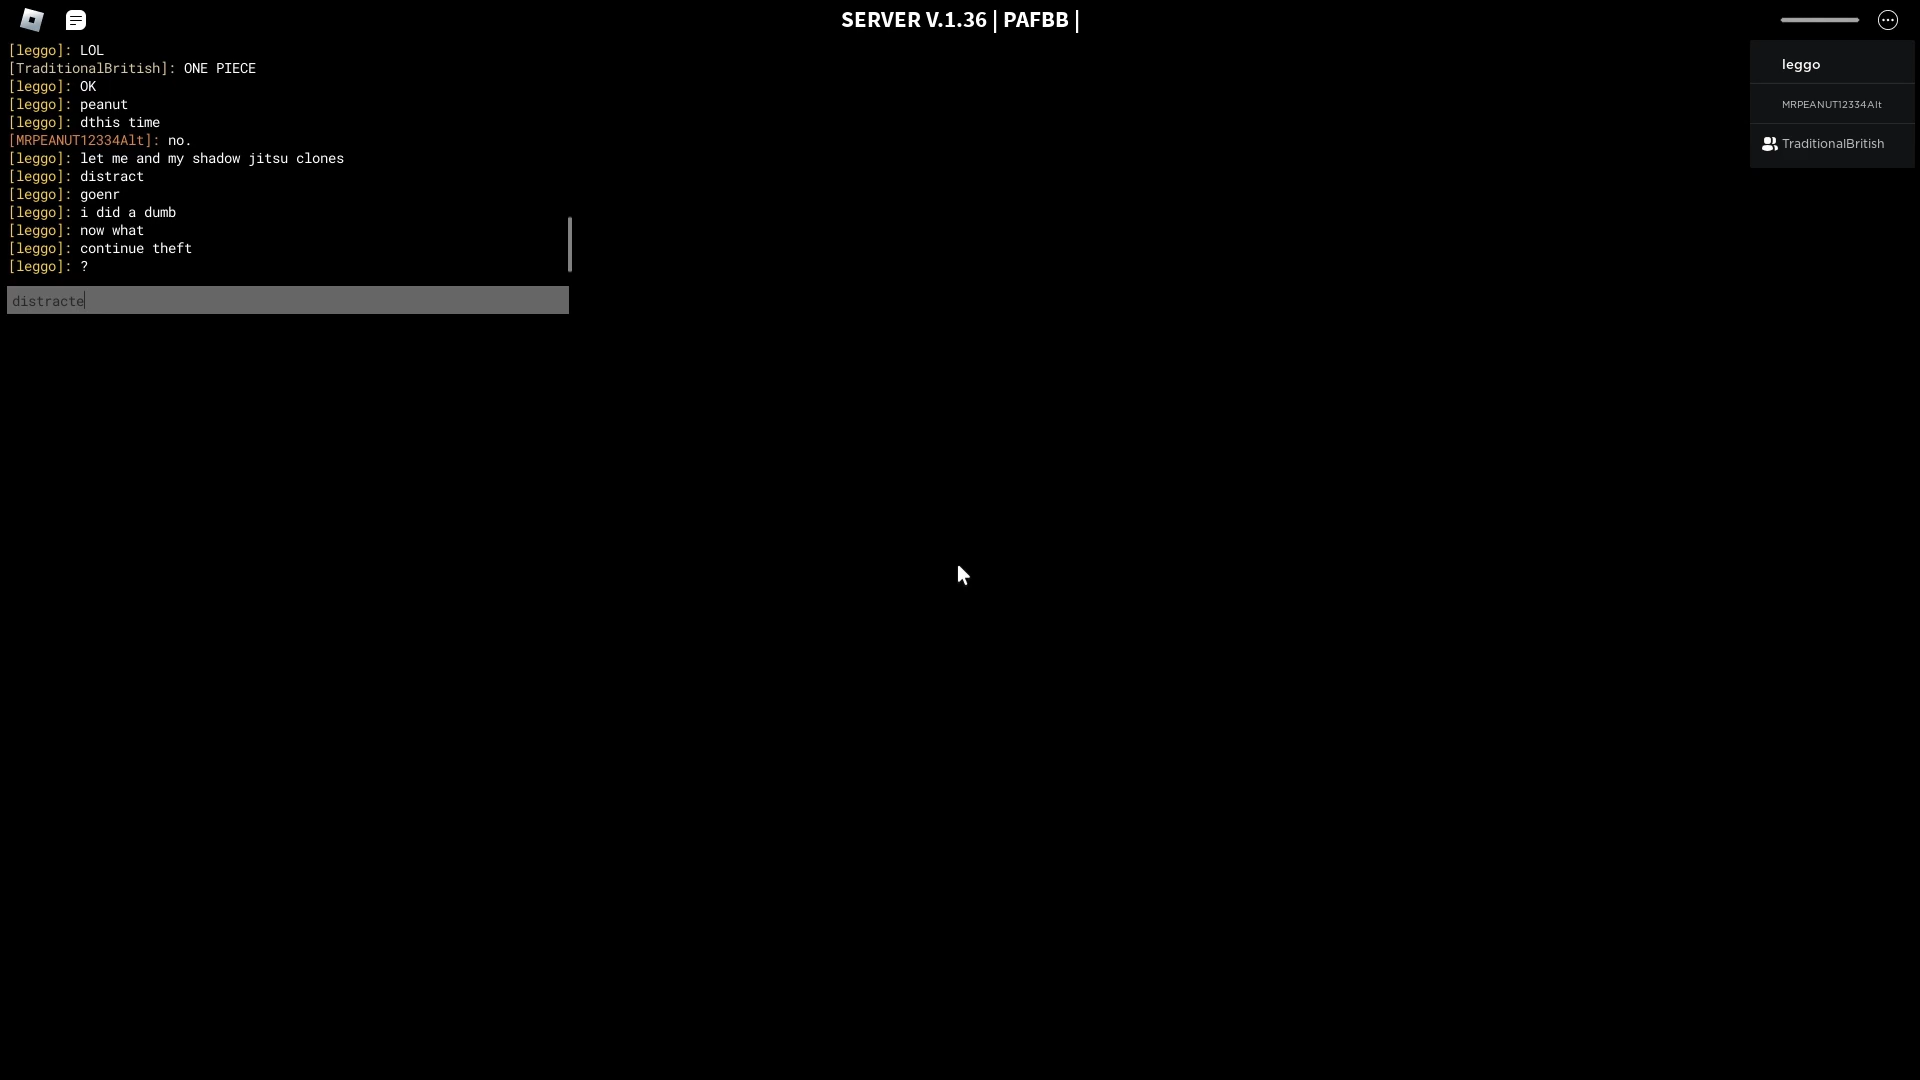 SERVER V.1.36 | PAFBB |
[leggo]: LOL
[TraditionalBritish]: ONE PIECE
[leggo]: OK
[leggo]: peanut
[leggo]: dthis time
[MRPEANUT12334Alt]: no.
[leggo]: let me and my shadow jitsu clones
[leggo]: distract
[leggo]: goenr
[leggo]: i did a dumb
[leggo]: now what
[leggo]: continue theft
[leggo]: ?
distracte
leggo
MRPEANUT12334Alt
TraditionalBritish